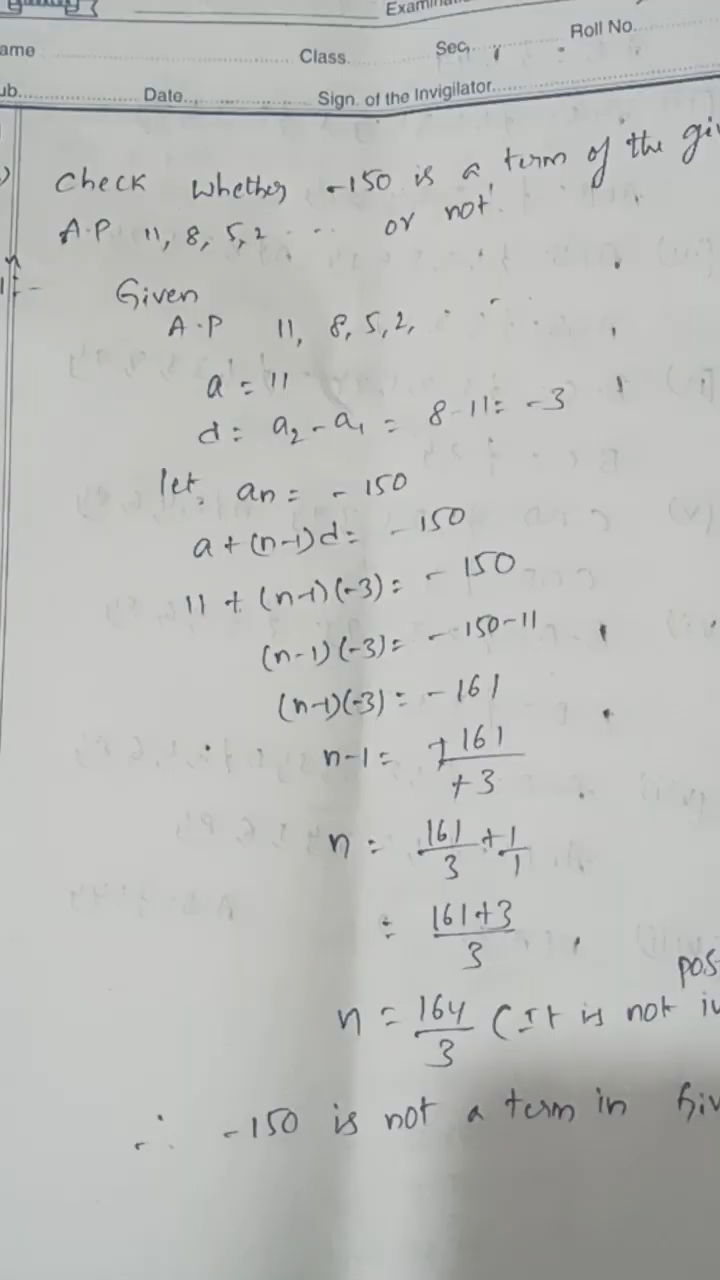 ame Class. Sec. Roll No.
ub. Date. Sign. of the Invigilator.
Check whether -150 is a term of the
A.P 11, 8, 5, 2 ... or not
Given
A.P 11, 8, 5, 2, . . .
a = 11
d = a₂ - a₁ = 8 - 11 = -3
let, an = - 150
a + (n-1)d = - 150
11 + (n-1)(-3) = - 150
(n-1)(-3) = - 150-11
(n-1)(-3) = - 161
n-1 = +161/+3
n = 161/3 + 1/1
= 161+3/3
n = 164/3 (It is not
∴ -150 is not a term in